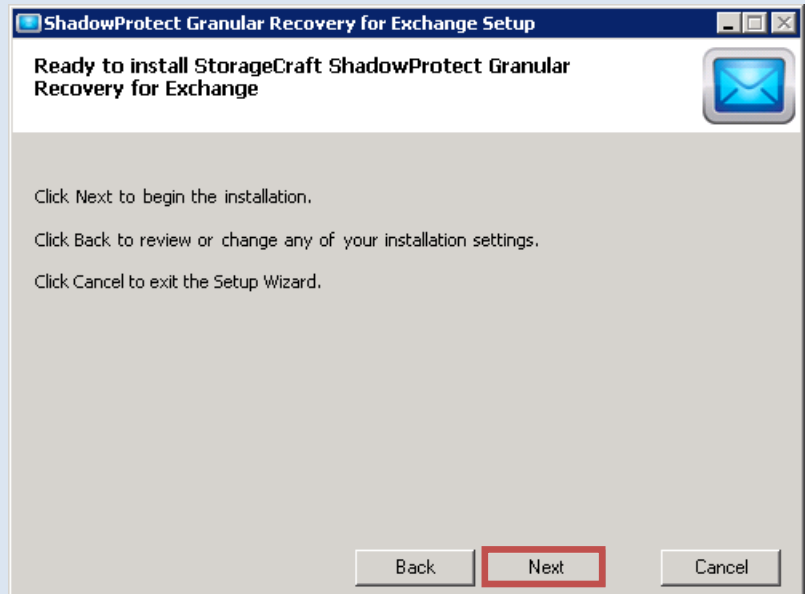 ShadowProtect Granular Recovery for Exchange Setup
Ready to install StorageCraft ShadowProtect Granular
Recovery for Exchange
Click Next to begin the installation.
Click Back to review or change any of your installation settings.
Click Cancel to exit the Setup Wizard.
Back Next Cancel